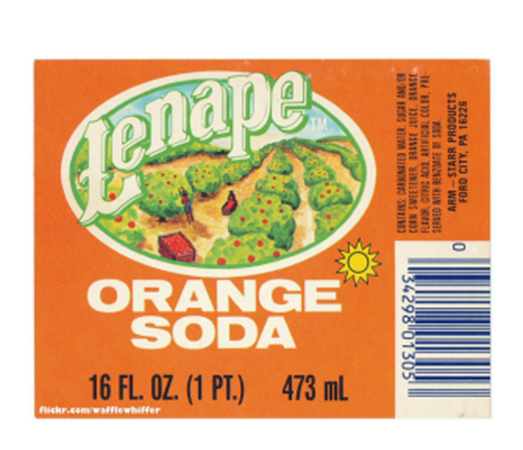 Lenape
TM
ORANGE
SODA
16 FL. OZ. (1 PT.) 473 mL
flickr.com/wafflewhiffer
CONTAINS: CARBONATED WATER, SUGAR AND/OR
CORN SWEETENER, ORANGE JUICE, ORANGE
FLAVOR, CITRIC ACID, ARTIFICIAL COLOR, PRE-
SERVED WITH BENZOATE OF SODA.
ARM - STARR PRODUCTS
FORD CITY, PA 16226
0
34298 01305